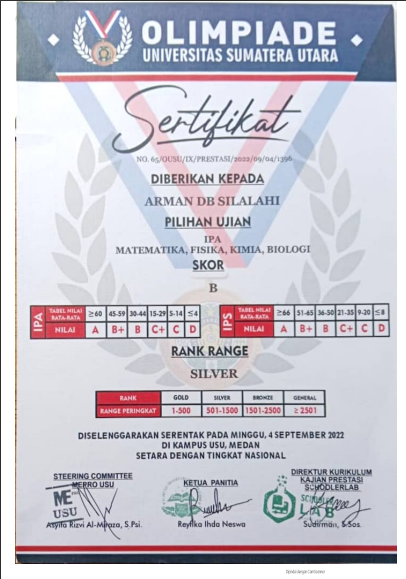 OLIMPIADE
UNIVERSITAS SUMATERA UTARA
Sertifikat
NO. 65/OUSU/IX/PRESTASI/2022/09/04/1396
DIBERIKAN KEPADA
ARMAN DB SILALAHI
PILIHAN UJIAN
IPA
MATEMATIKA, FISIKA, KIMIA, BIOLOGI
SKOR
B
IPA TABEL NILAI RATA-RATA ≥60 45-59 30-44 15-29 5-14 ≤4
NILAI A B+ B C+ C D
IPS TABEL NILAI RATA-RATA ≥66 51-65 36-50 21-35 9-20 ≤8
NILAI A B+ B C+ C D
RANK RANGE
SILVER
RANK GOLD SILVER BRONZE GENERAL
RANGE PERINGKAT 1-500 501-1500 1501-2500 ≥ 2501
DISELENGGARAKAN SERENTAK PADA MINGGU, 4 SEPTEMBER 2022
DI KAMPUS USU, MEDAN
SETARA DENGAN TINGKAT NASIONAL
STEERING COMMITTEE
METRO USU
KETUA PANITIA
DIREKTUR KURIKULUM
KAJIAN PRESTASI
SCHOOLERLAB
ME
USU
LAB
Asyifa Rizvi Al-Miraza, S.Psi.
Reyfika Ihda Neswa
Sudirman, S.Sos.